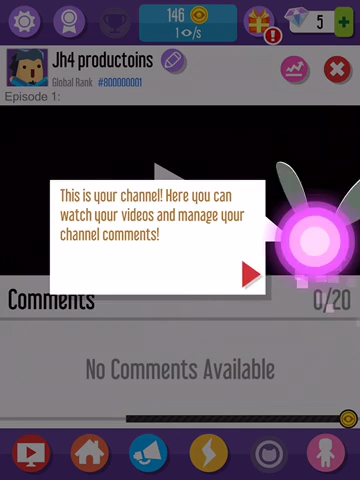 146
5
1 /s
Jh4 productoins
Global Rank #800000001
Episode 1:
This is your channel! Here you can
watch your videos and manage your
channel comments!
Comments 0/20
No Comments Available